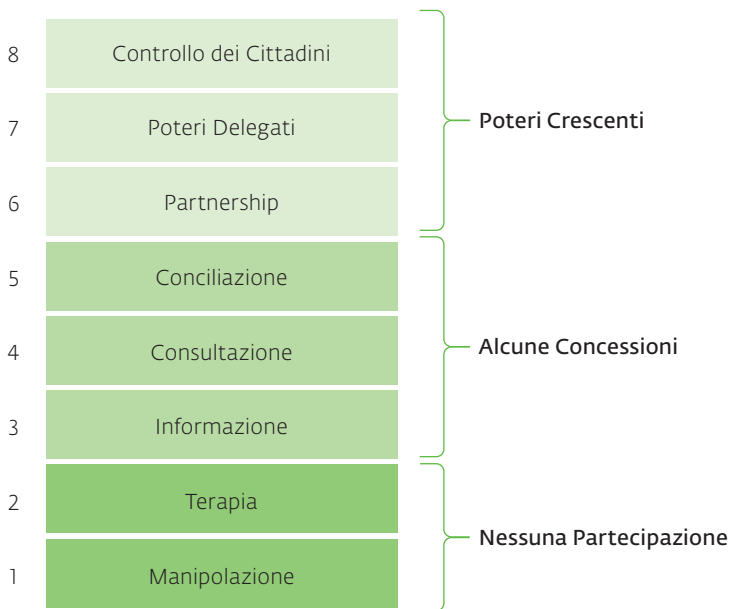 8 Controllo dei Cittadini
7 Poteri Delegati
Poteri Crescenti
6 Partnership
5 Conciliazione
4 Consultazione
Alcune Concessioni
3 Informazione
2 Terapia
Nessuna Partecipazione
1 Manipolazione